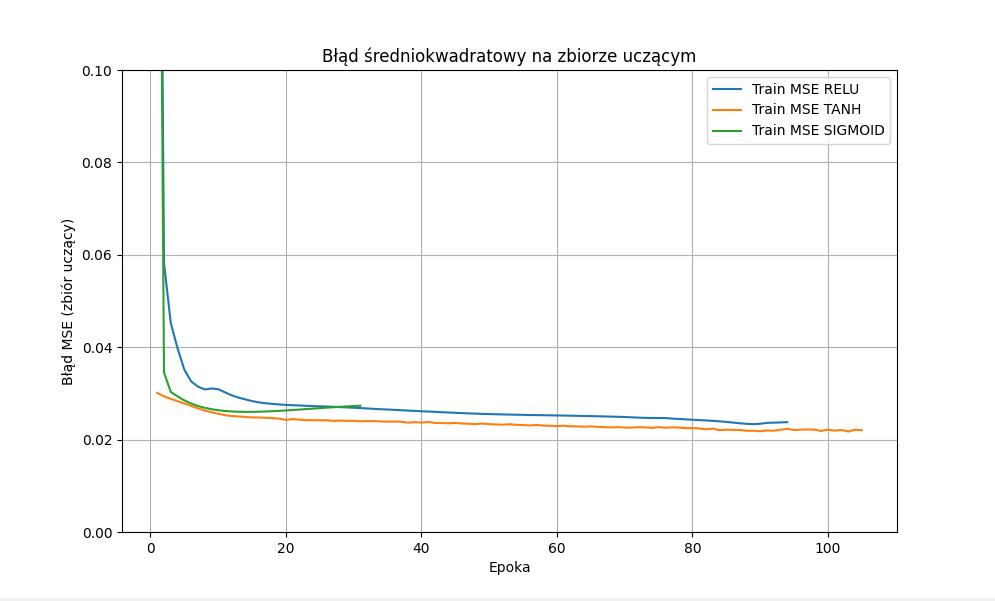 Błąd średniokwadratowy na zbiorze uczącym
Train MSE RELU
Train MSE TANH
Train MSE SIGMOID
Błąd MSE (zbiór uczący)
0.10
0.08
0.06
0.04
0.02
0.00
0 20 40 60 80 100
Epoka